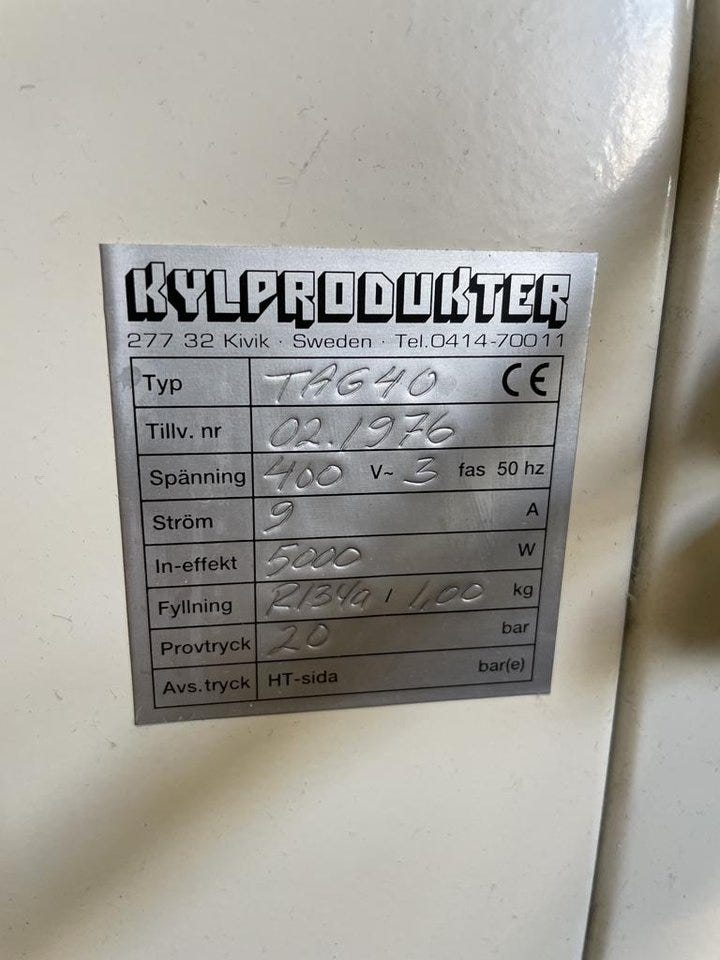 KYLPRODUKTER
277 32 Kivik · Sweden · Tel.0414-70011
Typ TAG40 CE
Tillv. nr 02.1976
Spänning 400 V~ 3 fas 50 hz
Ström 9 A
In-effekt 5000 W
Fyllning R134a / 1,00 kg
Provtryck 20 bar
Avs.tryck HT-sida bar(e)